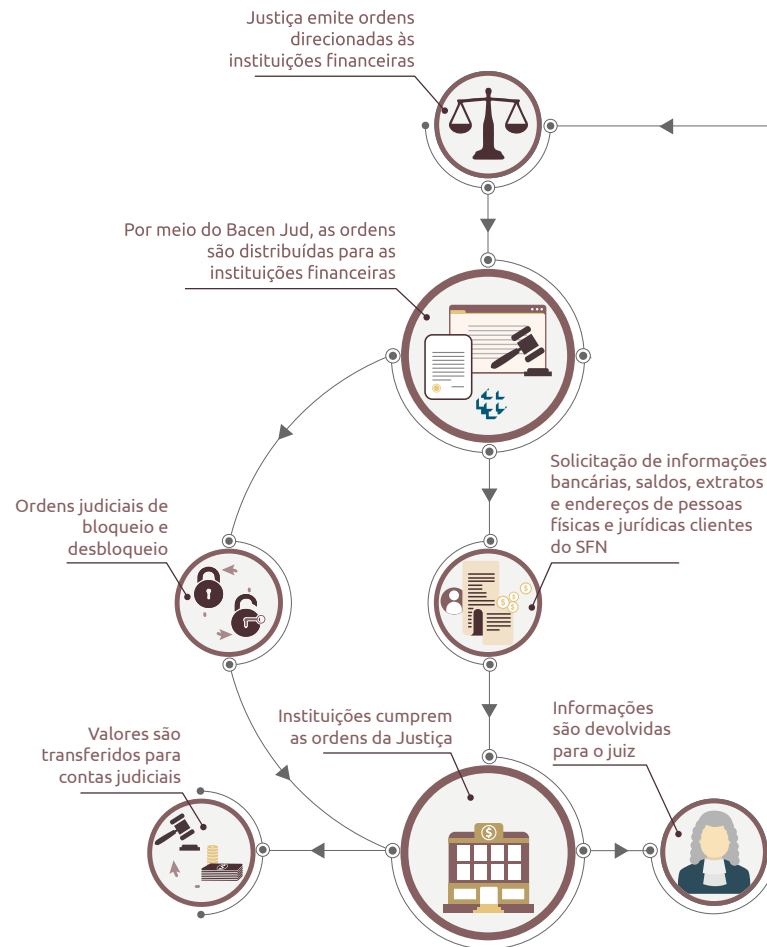 Justiça emite ordens
direcionadas às
instituições financeiras
Por meio do Bacen Jud, as ordens
são distribuídas para as
instituições financeiras
Solicitação de informações
bancárias, saldos, extratos
e endereços de pessoas
físicas e jurídicas clientes
do SFN
Ordens judiciais de
bloqueio e
desbloqueio
Instituições cumprem
as ordens da Justiça
Informações
são devolvidas
para o juiz
Valores são
transferidos para
contas judiciais